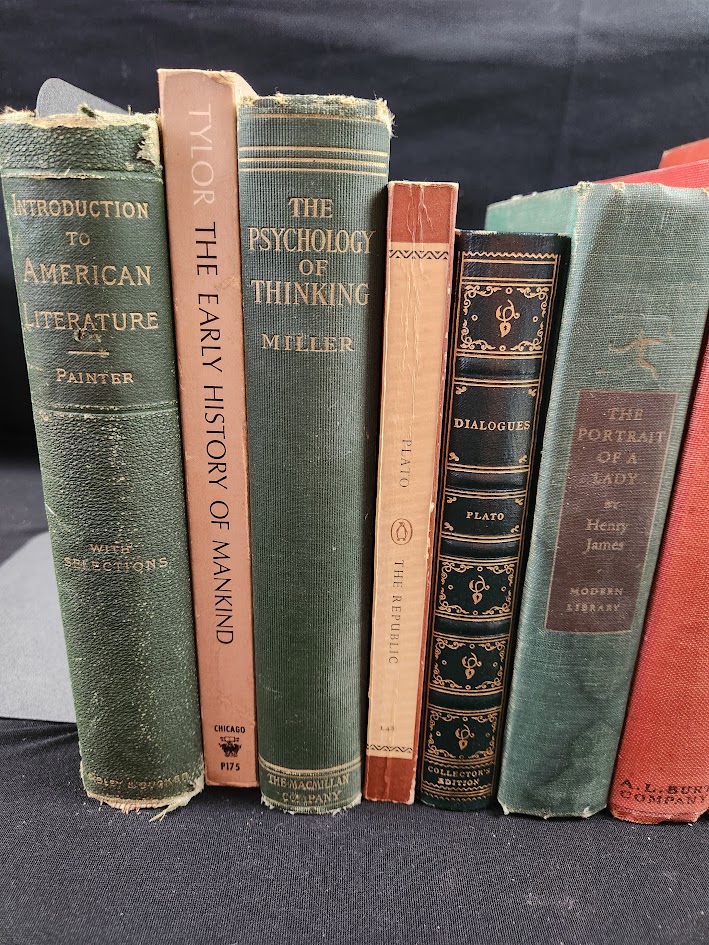 INTRODUCTION
TO
AMERICAN
LITERATURE
PAINTER
WITH
SELECTIONS
TYLOR THE EARLY HISTORY OF MANKIND
CHICAGO
P175
THE
PSYCHOLOGY
OF
THINKING
MILLER
THE MACMILLAN
COMPANY
PLATO THE REPUBLIC
L48
DIALOGUES
PLATO
COLLECTOR'S
EDITION
THE
PORTRAIT
OF A
LADY
BY
Henry
James
MODERN
LIBRARY
A. L. BURT
COMPANY